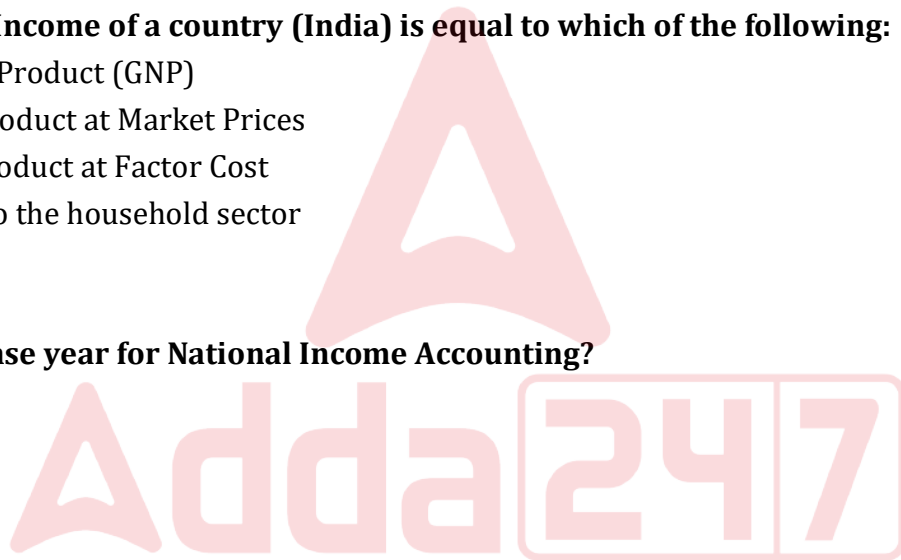 Income of a country (India) is equal to which of the following:
Product (GNP)
oduct at Market Prices
oduct at Factor Cost
o the household sector
ase year for National Income Accounting?
Adda247